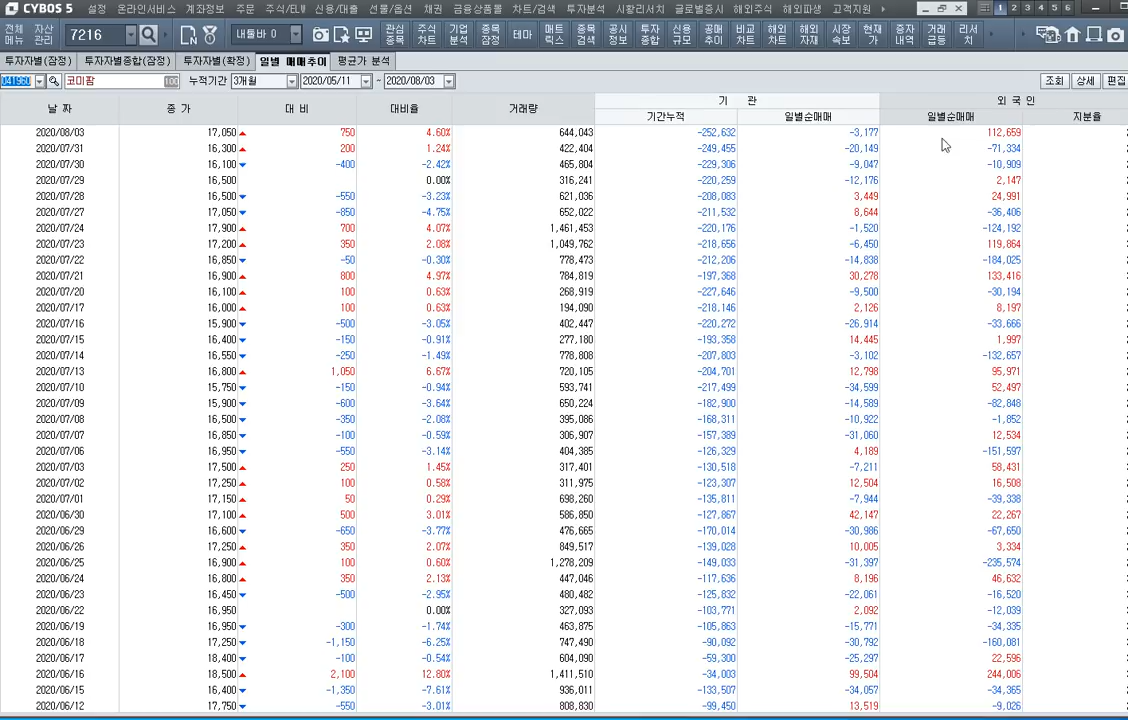 CYBOS 5 설정 온라인서비스 계좌정보 주문 주식/ELW 신용/대출 선물/옵션 채권 금융상품몰 차트/검색 투자분석 시황리서치 글로벌증시 해외주식 해외파생 고객지원 1 2 3 4 5 6
전체메뉴 자산관리 7216 내툴바 0 관심종목 주식차트 기업분석 종목잠정 테마 매트릭스 종목검색 공시정보 투자종합 신용규모 공매추이 비교차트 해외차트 해외자재 시장속보 현재가 증자내역 거래급등 리서치
투자자별(잠정) 투자자별종합(잠정) 투자자별(확정) 일별 매매추이 평균가 분석
041960 코미팜 100 누적기간 3개월 2020/05/11 ~ 2020/08/03 조회 상세 편집
날 짜 종 가 대 비 대비율 거래량 기 관 외 국 인
기간누적 일별순매매 일별순매매 지분율
2020/08/03 17,050 ▲ 750 4.60% 644,043 -252,632 -3,177 112,659
2020/07/31 16,300 ▲ 200 1.24% 422,404 -249,455 -20,149 -71,334
2020/07/30 16,100 ▼ -400 -2.42% 465,804 -229,306 -9,047 -10,909
2020/07/29 16,500 0.00% 316,241 -220,259 -12,176 2,147
2020/07/28 16,500 ▼ -550 -3.23% 621,036 -208,083 3,449 24,991
2020/07/27 17,050 ▼ -850 -4.75% 652,022 -211,532 8,644 -36,406
2020/07/24 17,900 ▲ 700 4.07% 1,461,453 -220,176 -1,520 -124,192
2020/07/23 17,200 ▲ 350 2.08% 1,049,762 -218,656 -6,450 119,864
2020/07/22 16,850 ▼ -50 -0.30% 778,473 -212,206 -14,838 -184,025
2020/07/21 16,900 ▲ 800 4.97% 784,819 -197,368 30,278 133,416
2020/07/20 16,100 ▲ 100 0.63% 268,919 -227,646 -9,500 -30,194
2020/07/17 16,000 ▲ 100 0.63% 194,090 -218,146 2,126 8,197
2020/07/16 15,900 ▼ -500 -3.05% 402,447 -220,272 -26,914 -33,666
2020/07/15 16,400 ▼ -150 -0.91% 277,180 -193,358 14,445 1,997
2020/07/14 16,550 ▼ -250 -1.49% 778,808 -207,803 -3,102 -132,657
2020/07/13 16,800 ▲ 1,050 6.67% 720,105 -204,701 12,798 95,971
2020/07/10 15,750 ▼ -150 -0.94% 593,741 -217,499 -34,599 52,497
2020/07/09 15,900 ▼ -600 -3.64% 650,224 -182,900 -14,589 -82,848
2020/07/08 16,500 ▼ -350 -2.08% 395,086 -168,311 -10,922 -1,852
2020/07/07 16,850 ▼ -100 -0.59% 306,907 -157,389 -31,060 12,534
2020/07/06 16,950 ▼ -550 -3.14% 404,385 -126,329 4,189 -151,597
2020/07/03 17,500 ▲ 250 1.45% 317,401 -130,518 -7,211 58,431
2020/07/02 17,250 ▲ 100 0.58% 311,975 -123,307 12,504 16,508
2020/07/01 17,150 ▲ 50 0.29% 698,260 -135,811 -7,944 -39,338
2020/06/30 17,100 ▲ 500 3.01% 586,850 -127,867 42,147 22,267
2020/06/29 16,600 ▼ -650 -3.77% 476,665 -170,014 -30,986 -67,650
2020/06/26 17,250 ▲ 350 2.07% 849,517 -139,028 10,005 3,334
2020/06/25 16,900 ▲ 100 0.60% 1,278,209 -149,033 -31,397 -235,574
2020/06/24 16,800 ▲ 350 2.13% 447,046 -117,636 8,196 46,632
2020/06/23 16,450 ▼ -500 -2.95% 480,482 -125,832 -22,061 -16,520
2020/06/22 16,950 0.00% 327,093 -103,771 2,092 -12,039
2020/06/19 16,950 ▼ -300 -1.74% 463,875 -105,863 -15,771 -34,335
2020/06/18 17,250 ▼ -1,150 -6.25% 747,490 -90,092 -30,792 -160,081
2020/06/17 18,400 ▼ -100 -0.54% 604,090 -59,300 -25,297 22,596
2020/06/16 18,500 ▲ 2,100 12.80% 1,411,510 -34,003 99,504 244,006
2020/06/15 16,400 ▼ -1,350 -7.61% 936,011 -133,507 -34,057 -34,365
2020/06/12 17,750 ▼ -550 -3.01% 808,830 -99,450 13,519 -9,026